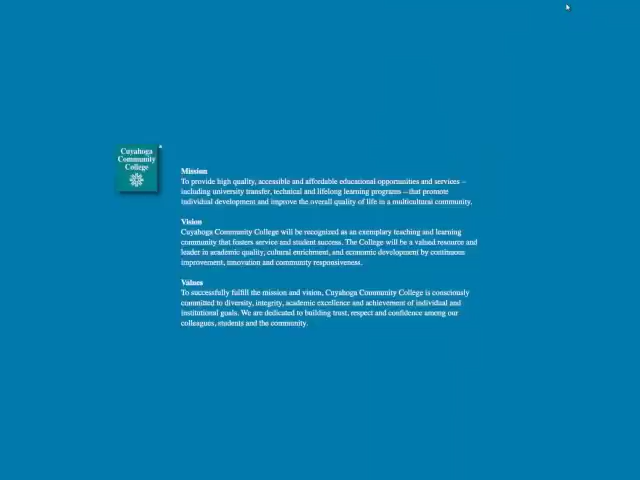 Cuyahoga
Community
College
Mission
To provide high quality, accessible and affordable educational opportunities and services –
including university transfer, technical and lifelong learning programs – that promote
individual development and improve the overall quality of life in a multicultural community.
Vision
Cuyahoga Community College will be recognized as an exemplary teaching and learning
community that fosters service and student success. The College will be a valued resource and
leader in academic quality, cultural enrichment, and economic development by continuous
improvement, innovation and community responsiveness.
Values
To successfully fulfill the mission and vision, Cuyahoga Community College is consciously
committed to diversity, integrity, academic excellence and achievement of individual and
institutional goals. We are dedicated to building trust, respect and confidence among our
colleagues, students and the community.